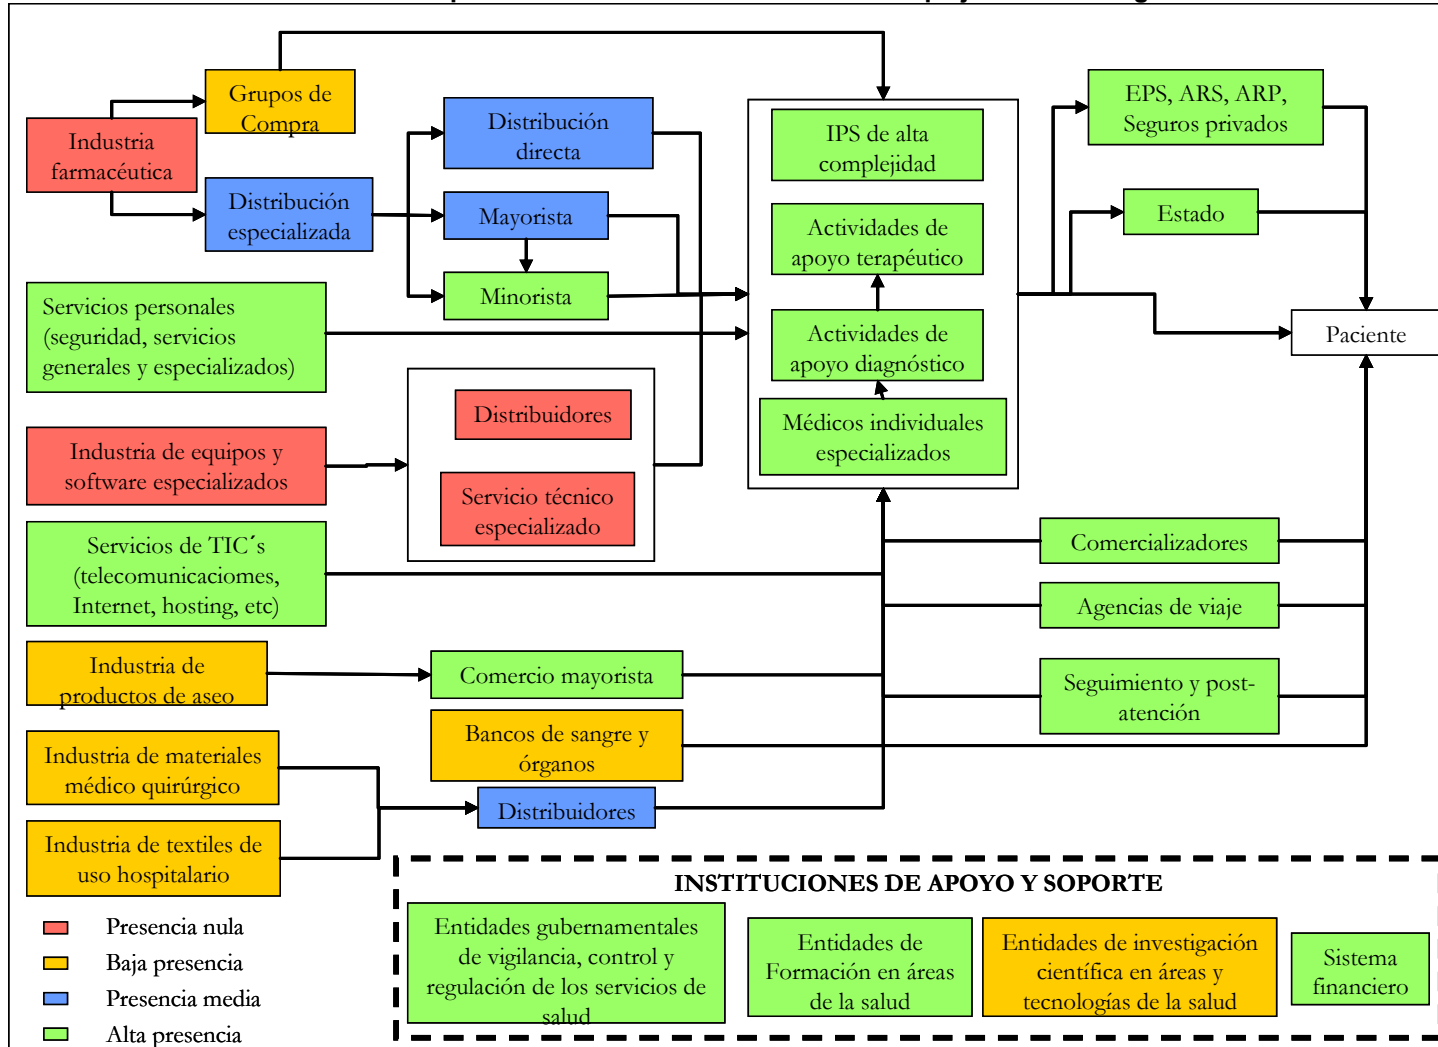 Grupos de
Compra
Industria
farmacéutica
Distribución
especializada
Distribución
directa
Mayorista
Minorista
Servicios personales
(seguridad, servicios
generales y especializados)
Industria de equipos y
software especializados
Distribuidores
Servicio técnico
especializado
Servicios de TIC´s
(telecomunicaciomes,
Internet, hosting, etc)
Industria de
productos de aseo
Comercio mayorista
Bancos de sangre y
órganos
Industria de materiales
médico quirúrgico
Distribuidores
Industria de textiles de
uso hospitalario
IPS de alta
complejidad
Actividades de
apoyo terapéutico
Actividades de
apoyo diagnóstico
Médicos individuales
especializados
EPS, ARS, ARP,
Seguros privados
Estado
Paciente
Comercializadores
Agencias de viaje
Seguimiento y post-
atención
Presencia nula
Baja presencia
Presencia media
Alta presencia
INSTITUCIONES DE APOYO Y SOPORTE
Entidades gubernamentales
de vigilancia, control y
regulación de los servicios de
salud
Entidades de
Formación en áreas
de la salud
Entidades de investigación
científica en áreas y
tecnologías de la salud
Sistema
financiero